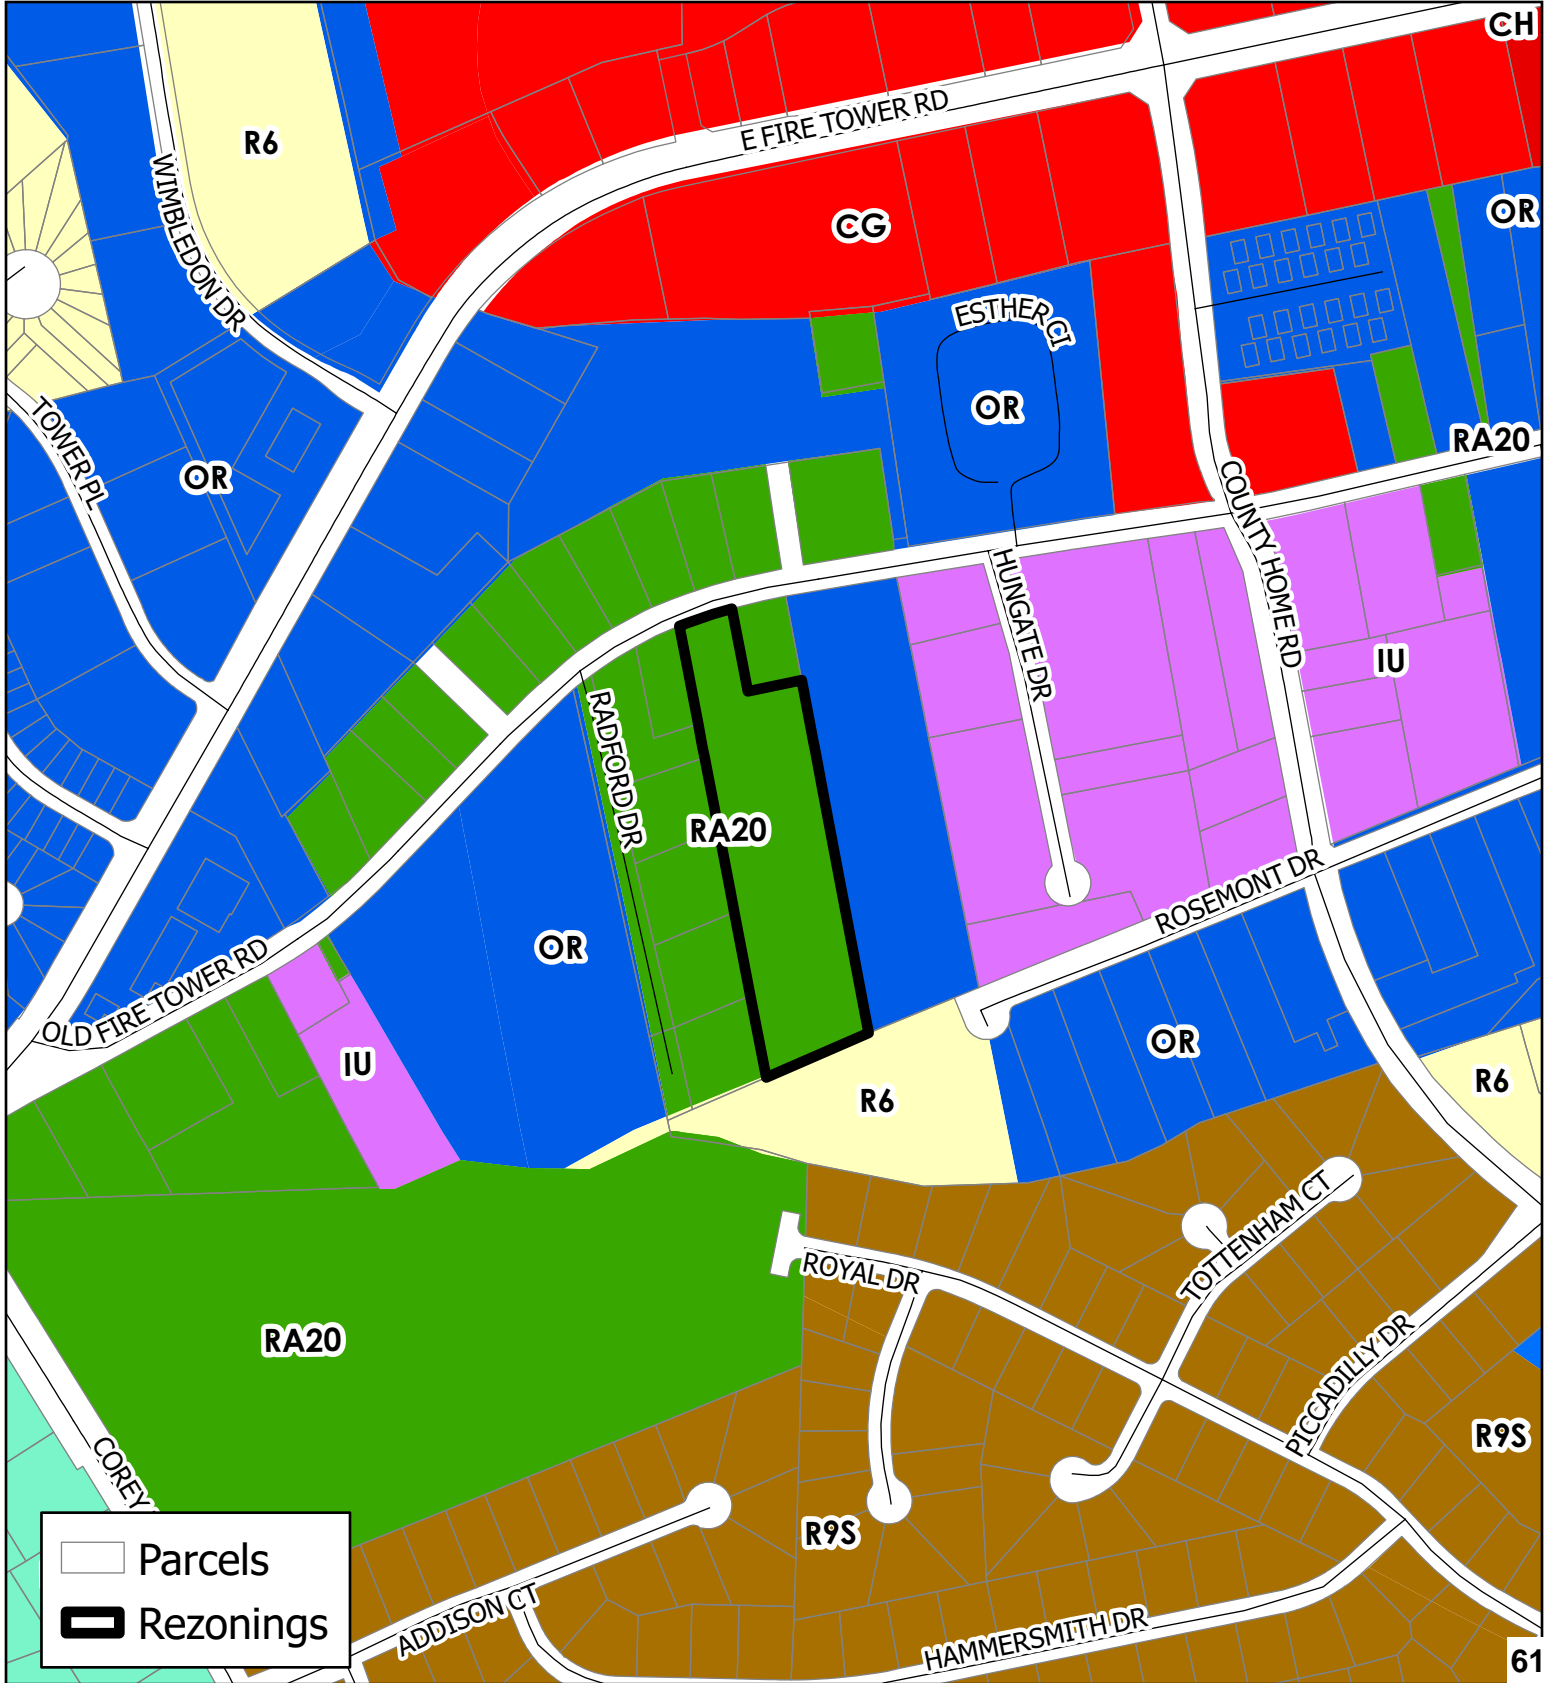 CH
E FIRE TOWER RD
R6
WIMBLEDON DR
CG
OR
ESTHER CI
OR
TOWER PL
OR
RA20
COUNTY HOME RD
HUNGATE DR
IU
RADFORD DR
RA20
ROSEMONT DR
OR
OLD FIRE TOWER RD
IU
OR
R6
R6
TOTTENHAM CT
ROYAL DR
RA20
PICCADILLY DR
R9S
COREY
R9S
Parcels
Rezonings
ADDISON CT
HAMMERSMITH DR
61